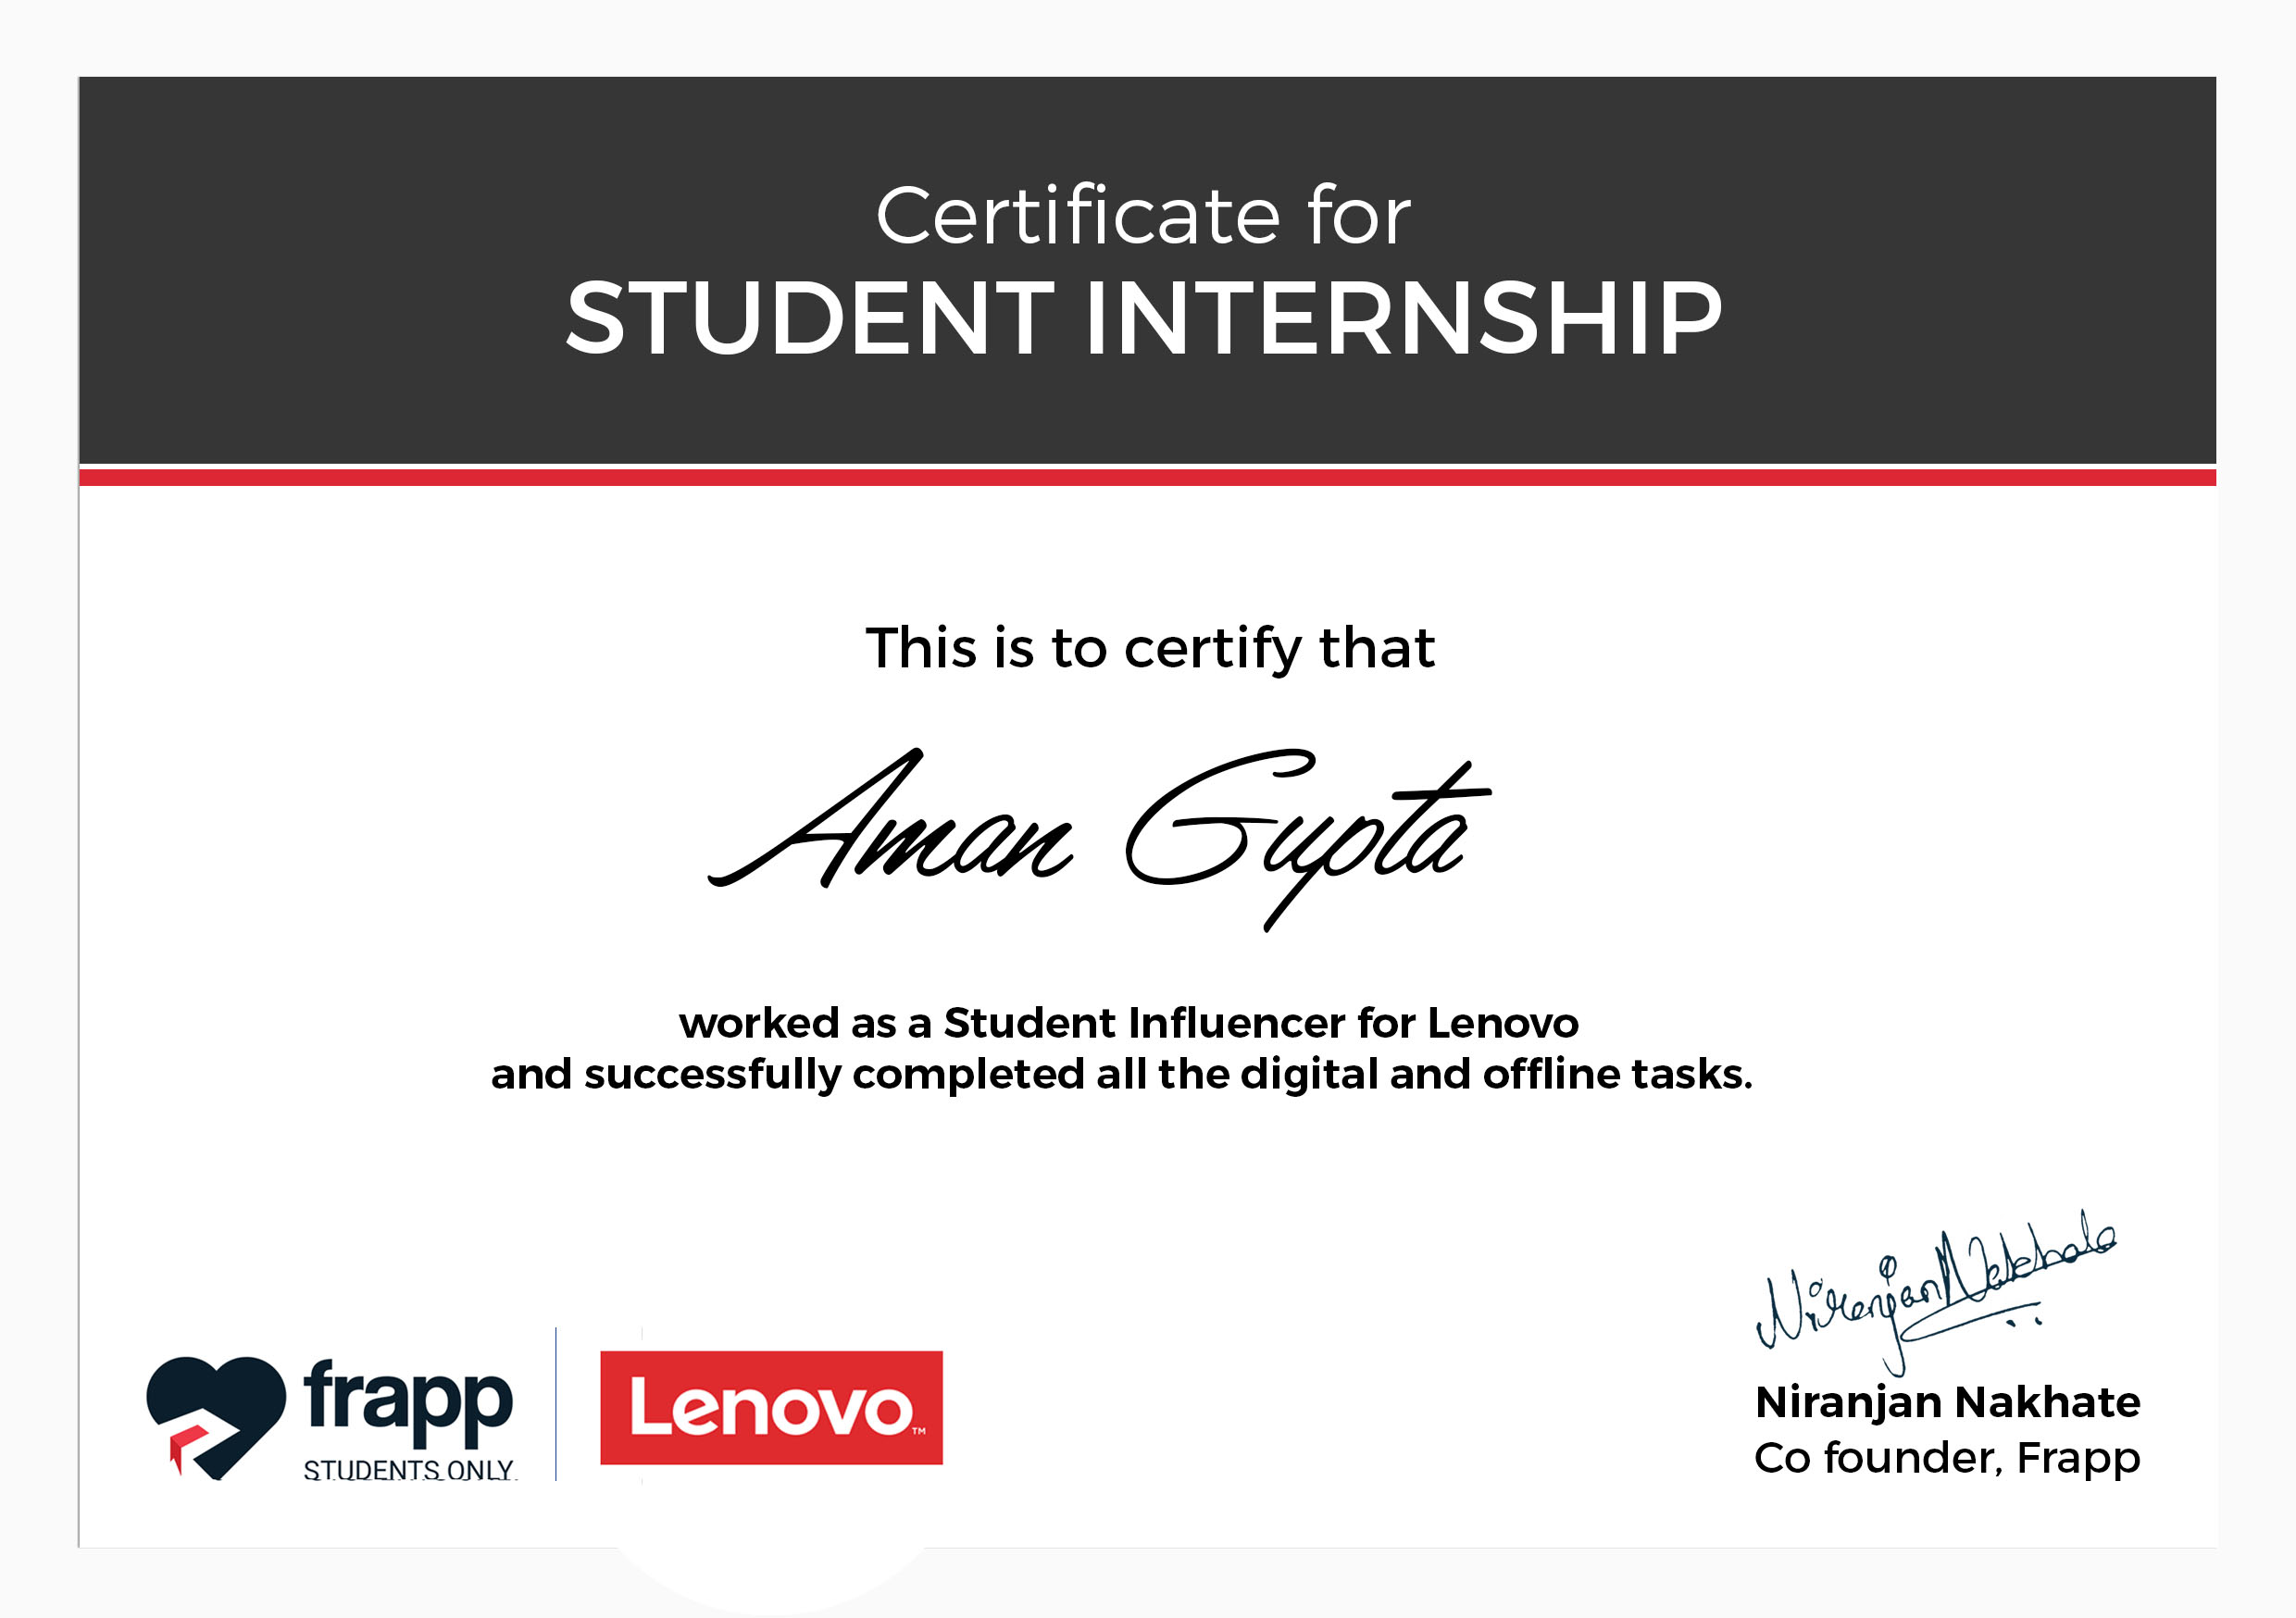 Certificate for
STUDENT INTERNSHIP
This is to certify that
Aman Gupta
worked as a Student Influencer for Lenovo
and successfully completed all the digital and offline tasks.
Niranjan Nakhate
frapp
STUDENTS ONLY
Lenovo™
Niranjan Nakhate
Co founder, Frapp